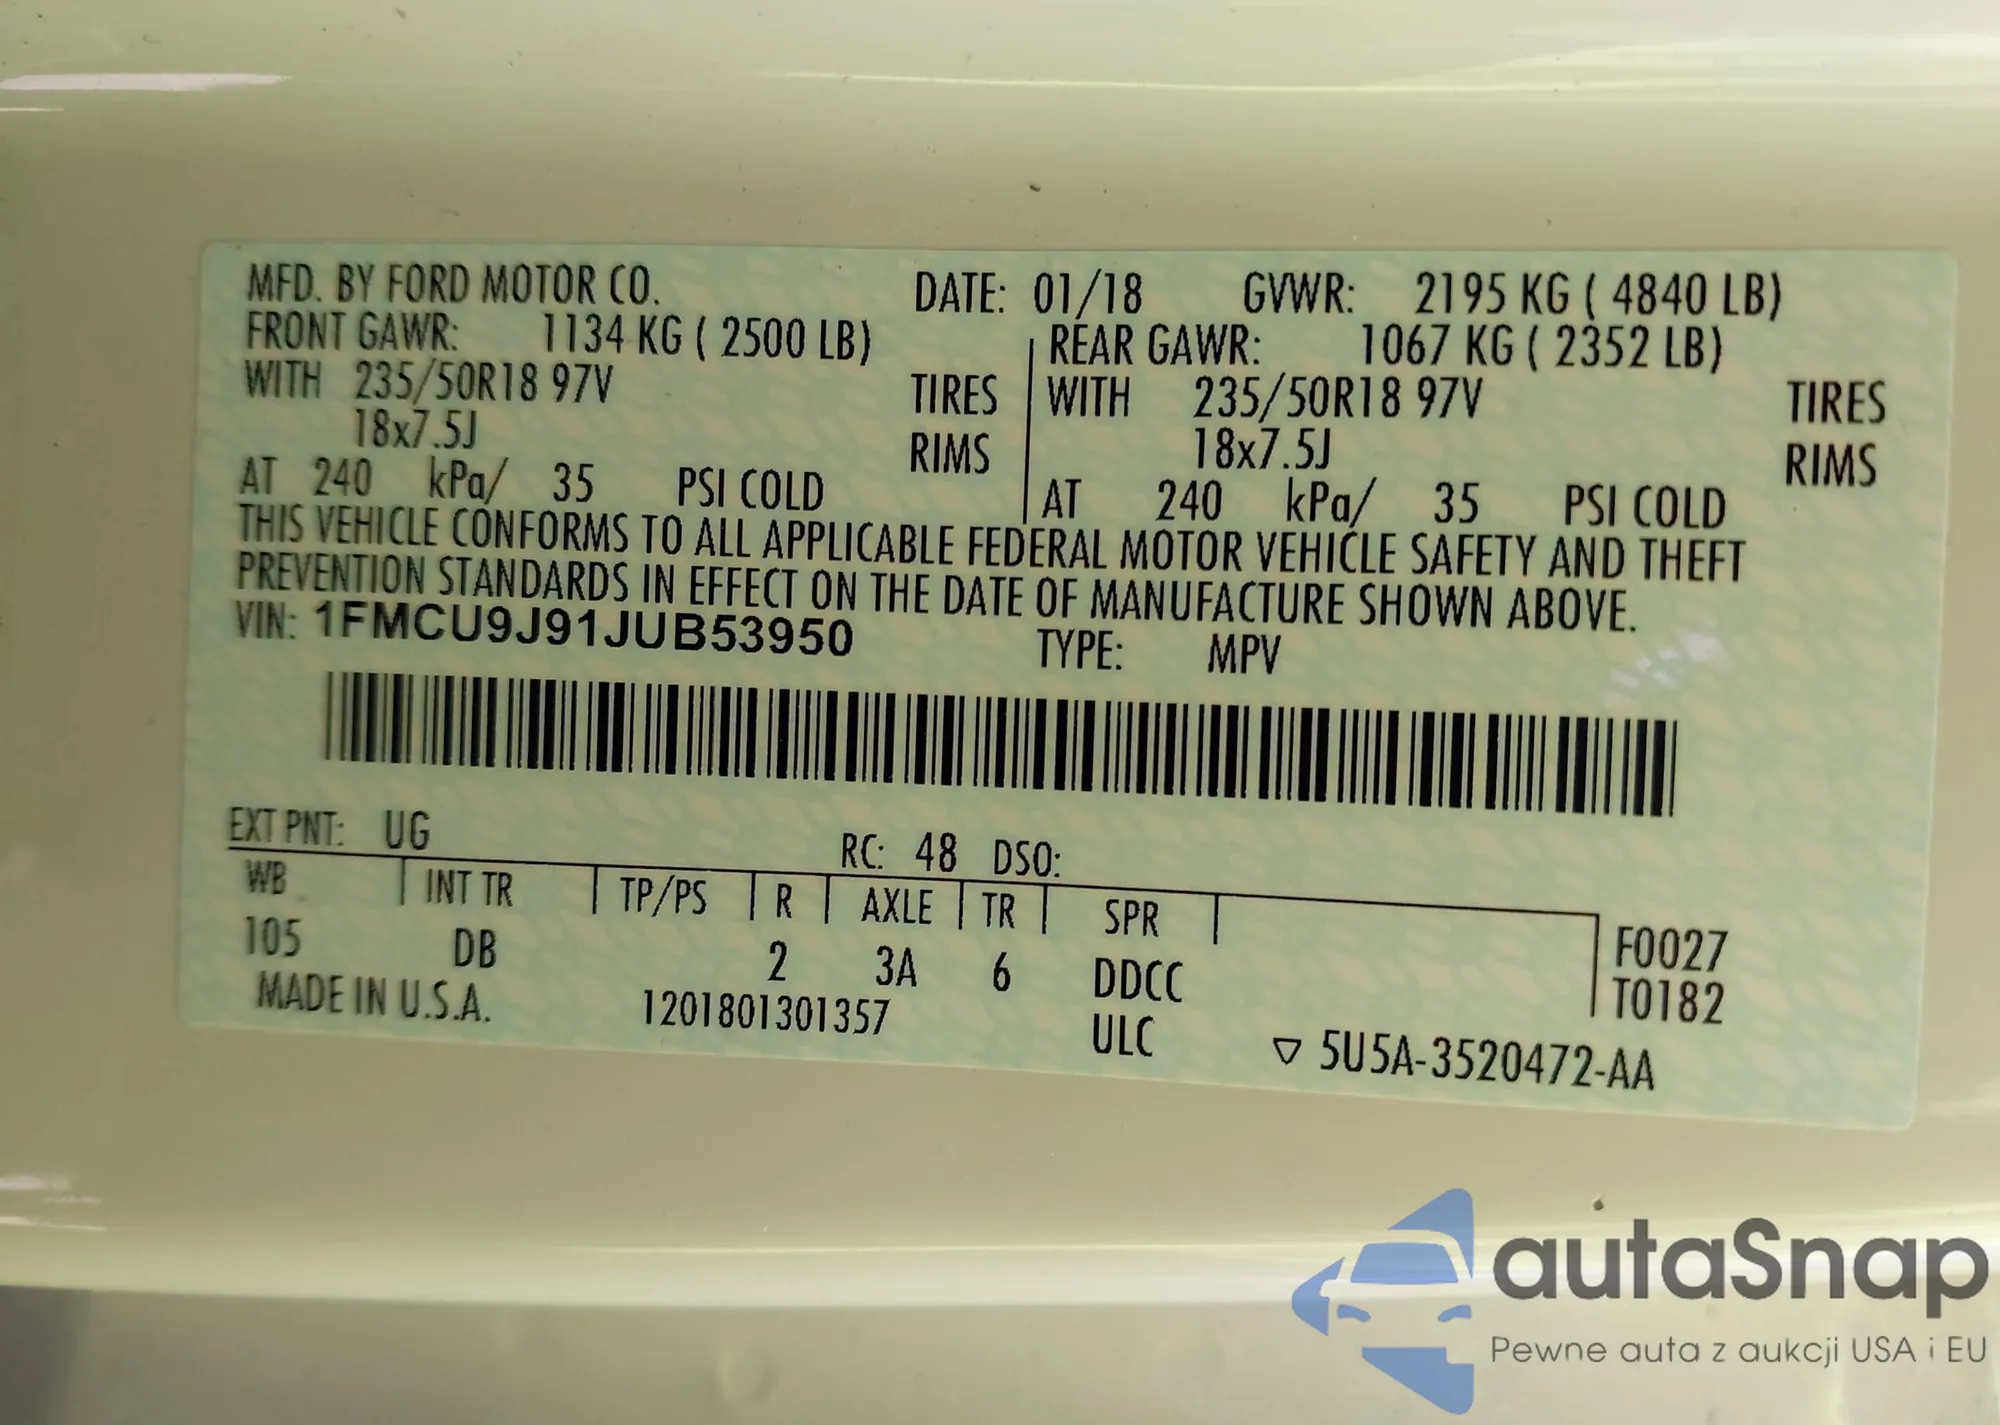 MFD. BY FORD MOTOR CO. DATE: 01/18 GVWR: 2195 KG ( 4840 LB)
FRONT GAWR: 1134 KG ( 2500 LB) REAR GAWR: 1067 KG ( 2352 LB)
WITH 235/50R18 97V TIRES WITH 235/50R18 97V TIRES
18x7.5J RIMS 18x7.5J RIMS
AT 240 kPa/ 35 PSI COLD AT 240 kPa/ 35 PSI COLD
THIS VEHICLE CONFORMS TO ALL APPLICABLE FEDERAL MOTOR VEHICLE SAFETY AND THEFT
PREVENTION STANDARDS IN EFFECT ON THE DATE OF MANUFACTURE SHOWN ABOVE.
VIN: 1FMCU9J91JUB53950 TYPE: MPV
EXT PNT: UG RC: 48 DSO:
WB INT TR TP/PS R AXLE TR SPR
105 DB 2 3A 6 DDCC F0027
MADE IN U.S.A. 1201801301357 ULC T0182
▽ 5U5A-3520472-AA
autaSnap
Pewne auta z aukcji USA i EU